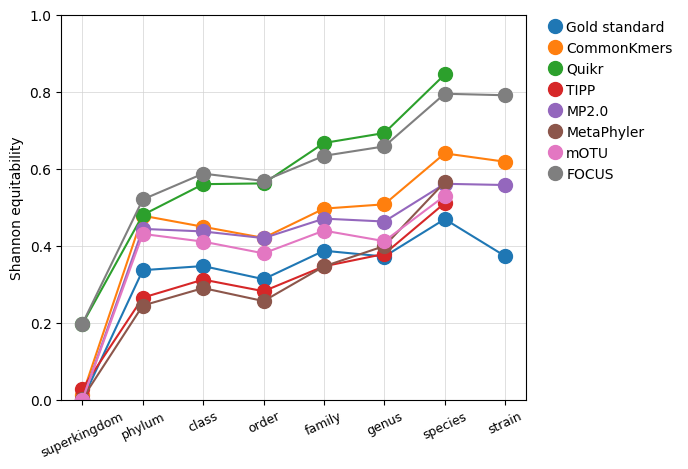 Shannon equitability
1.0
0.8
0.6
0.4
0.2
0.0
superkingdom
phylum
class
order
family
genus
species
strain
Gold standard
CommonKmers
Quikr
TIPP
MP2.0
MetaPhyler
mOTU
FOCUS